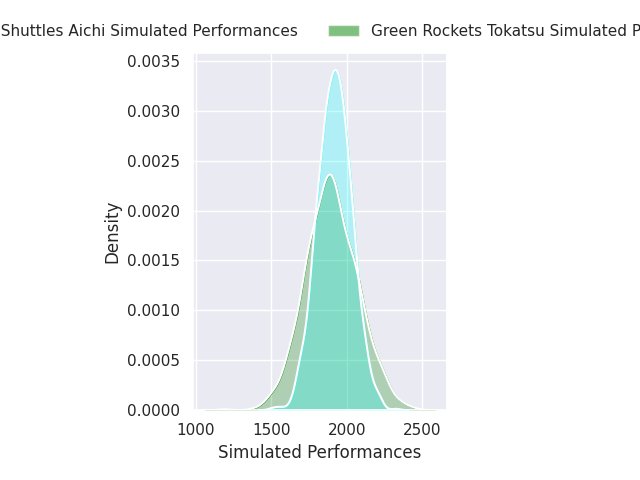 Shuttles Aichi Simulated Performances
Green Rockets Tokatsu Simulated P
0.0035
0.0030
0.0025
0.0020
0.0015
0.0010
0.0005
0.0000
Density
1000 1500 2000 2500
Simulated Performances